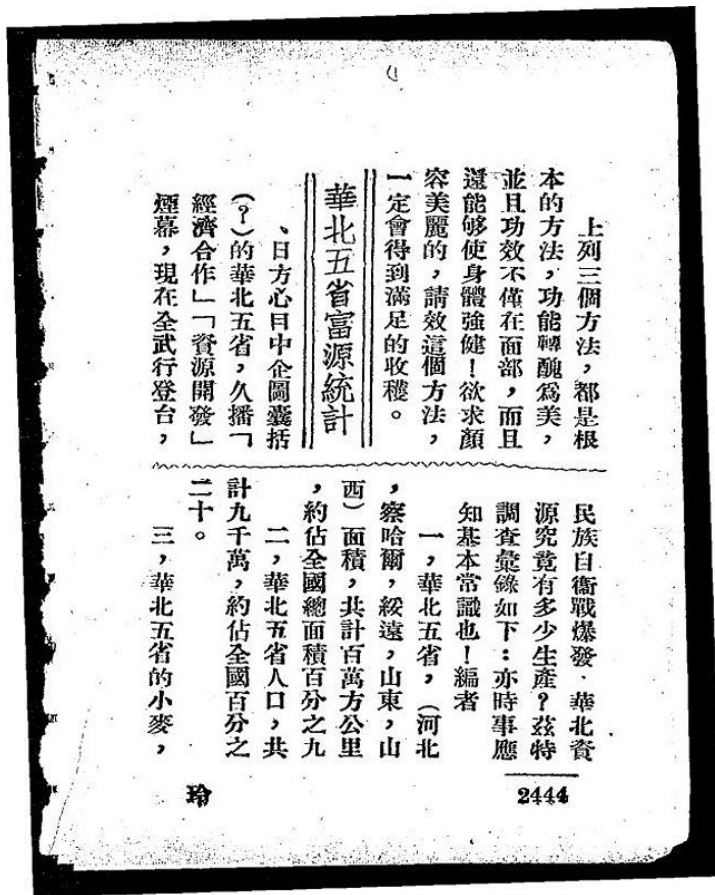 上列三個方法，都是根
本的方法，功能轉醜爲美，
並且功效不僅在面部，而且
還能够使身體強健！欲求顏
容美麗的，請效這個方法，
一定會得到滿足的收穫。
華北五省富源統計
、日方心目中企圖囊括
(？)的華北五省，久播「
經濟合作」「資源開發」
煙幕，現在全武行登台，
民族自衞戰爆發、華北資
源究竟有多少生產？茲特
調查彙錄如下：亦時事應
知基本常識也！編者
一，華北五省，（河北
，察哈爾，綏遠，山東，山
西）面積，共計百萬方公里
，約佔全國總面積百分之九
二，華北五省人口，共
計九千萬，約佔全國百分之
二十。
三，華北五省的小麥，
2444